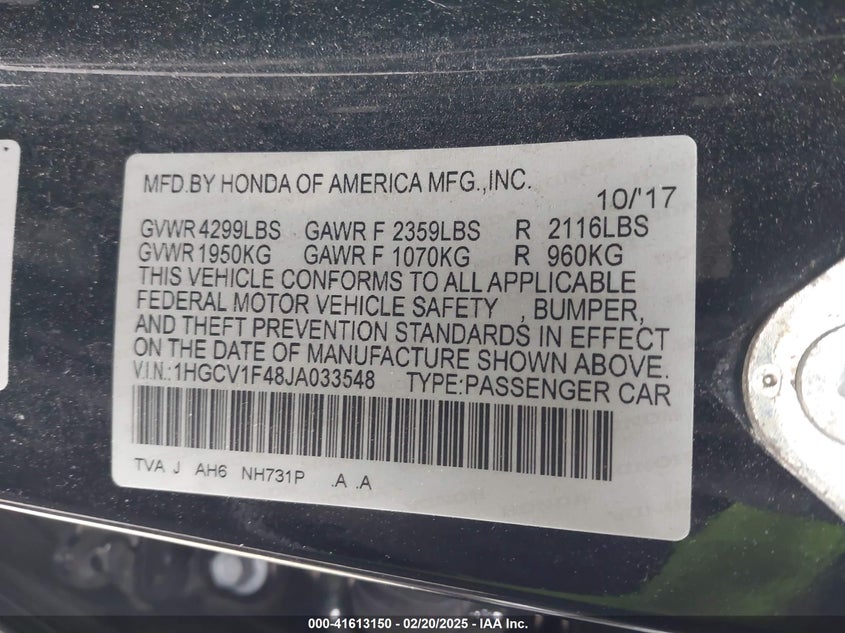 MFD.BY HONDA OF AMERICA MFG.,INC.
10/'17
GVWR 4299LBS GAWR F 2359LBS R 2116LBS
GVWR 1950KG GAWR F 1070KG R 960KG
THIS VEHICLE CONFORMS TO ALL APPLICABLE
FEDERAL MOTOR VEHICLE SAFETY , BUMPER,
AND THEFT PREVENTION STANDARDS IN EFFECT
ON THE DATE OF MANUFACTURE SHOWN ABOVE.
V.I.N.:1HGCV1F48JA033548 TYPE:PASSENGER CAR
TVA J AH6 NH731P .A .A
000-41613150 - 02/20/2025 - IAA Inc.